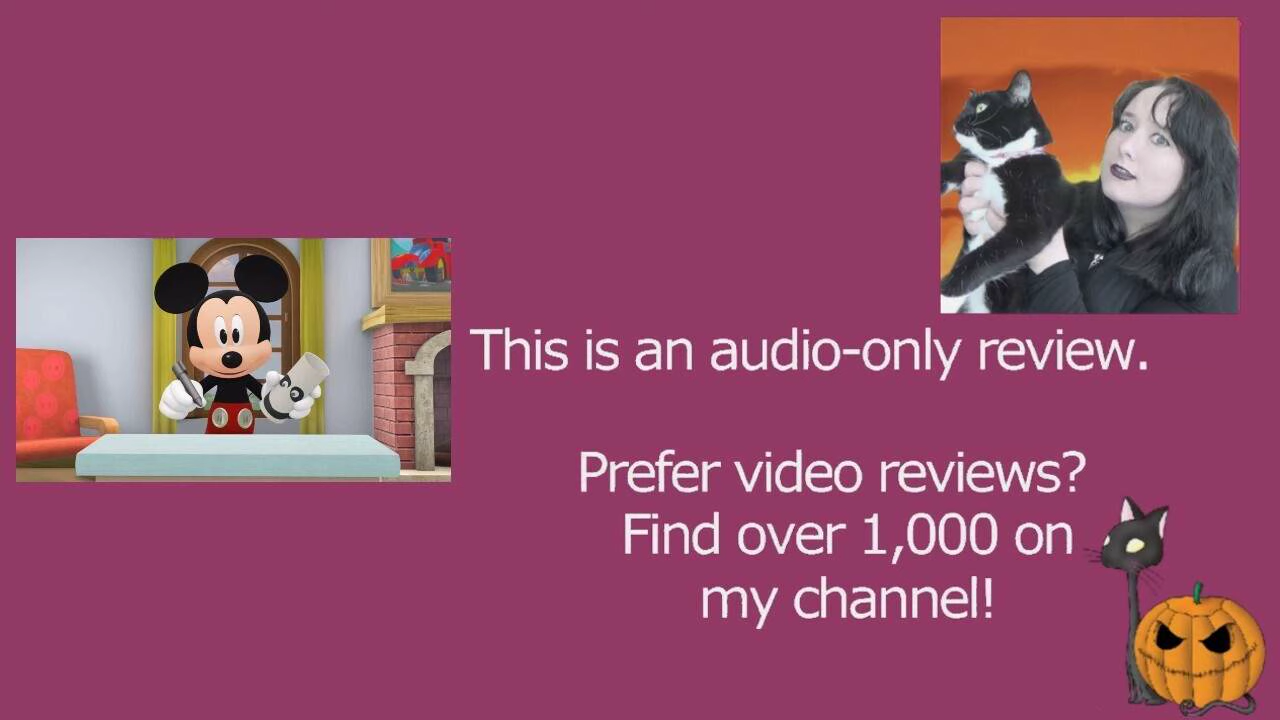 This is an audio-only review.
Prefer video reviews?
Find over 1,000 on
my channel!